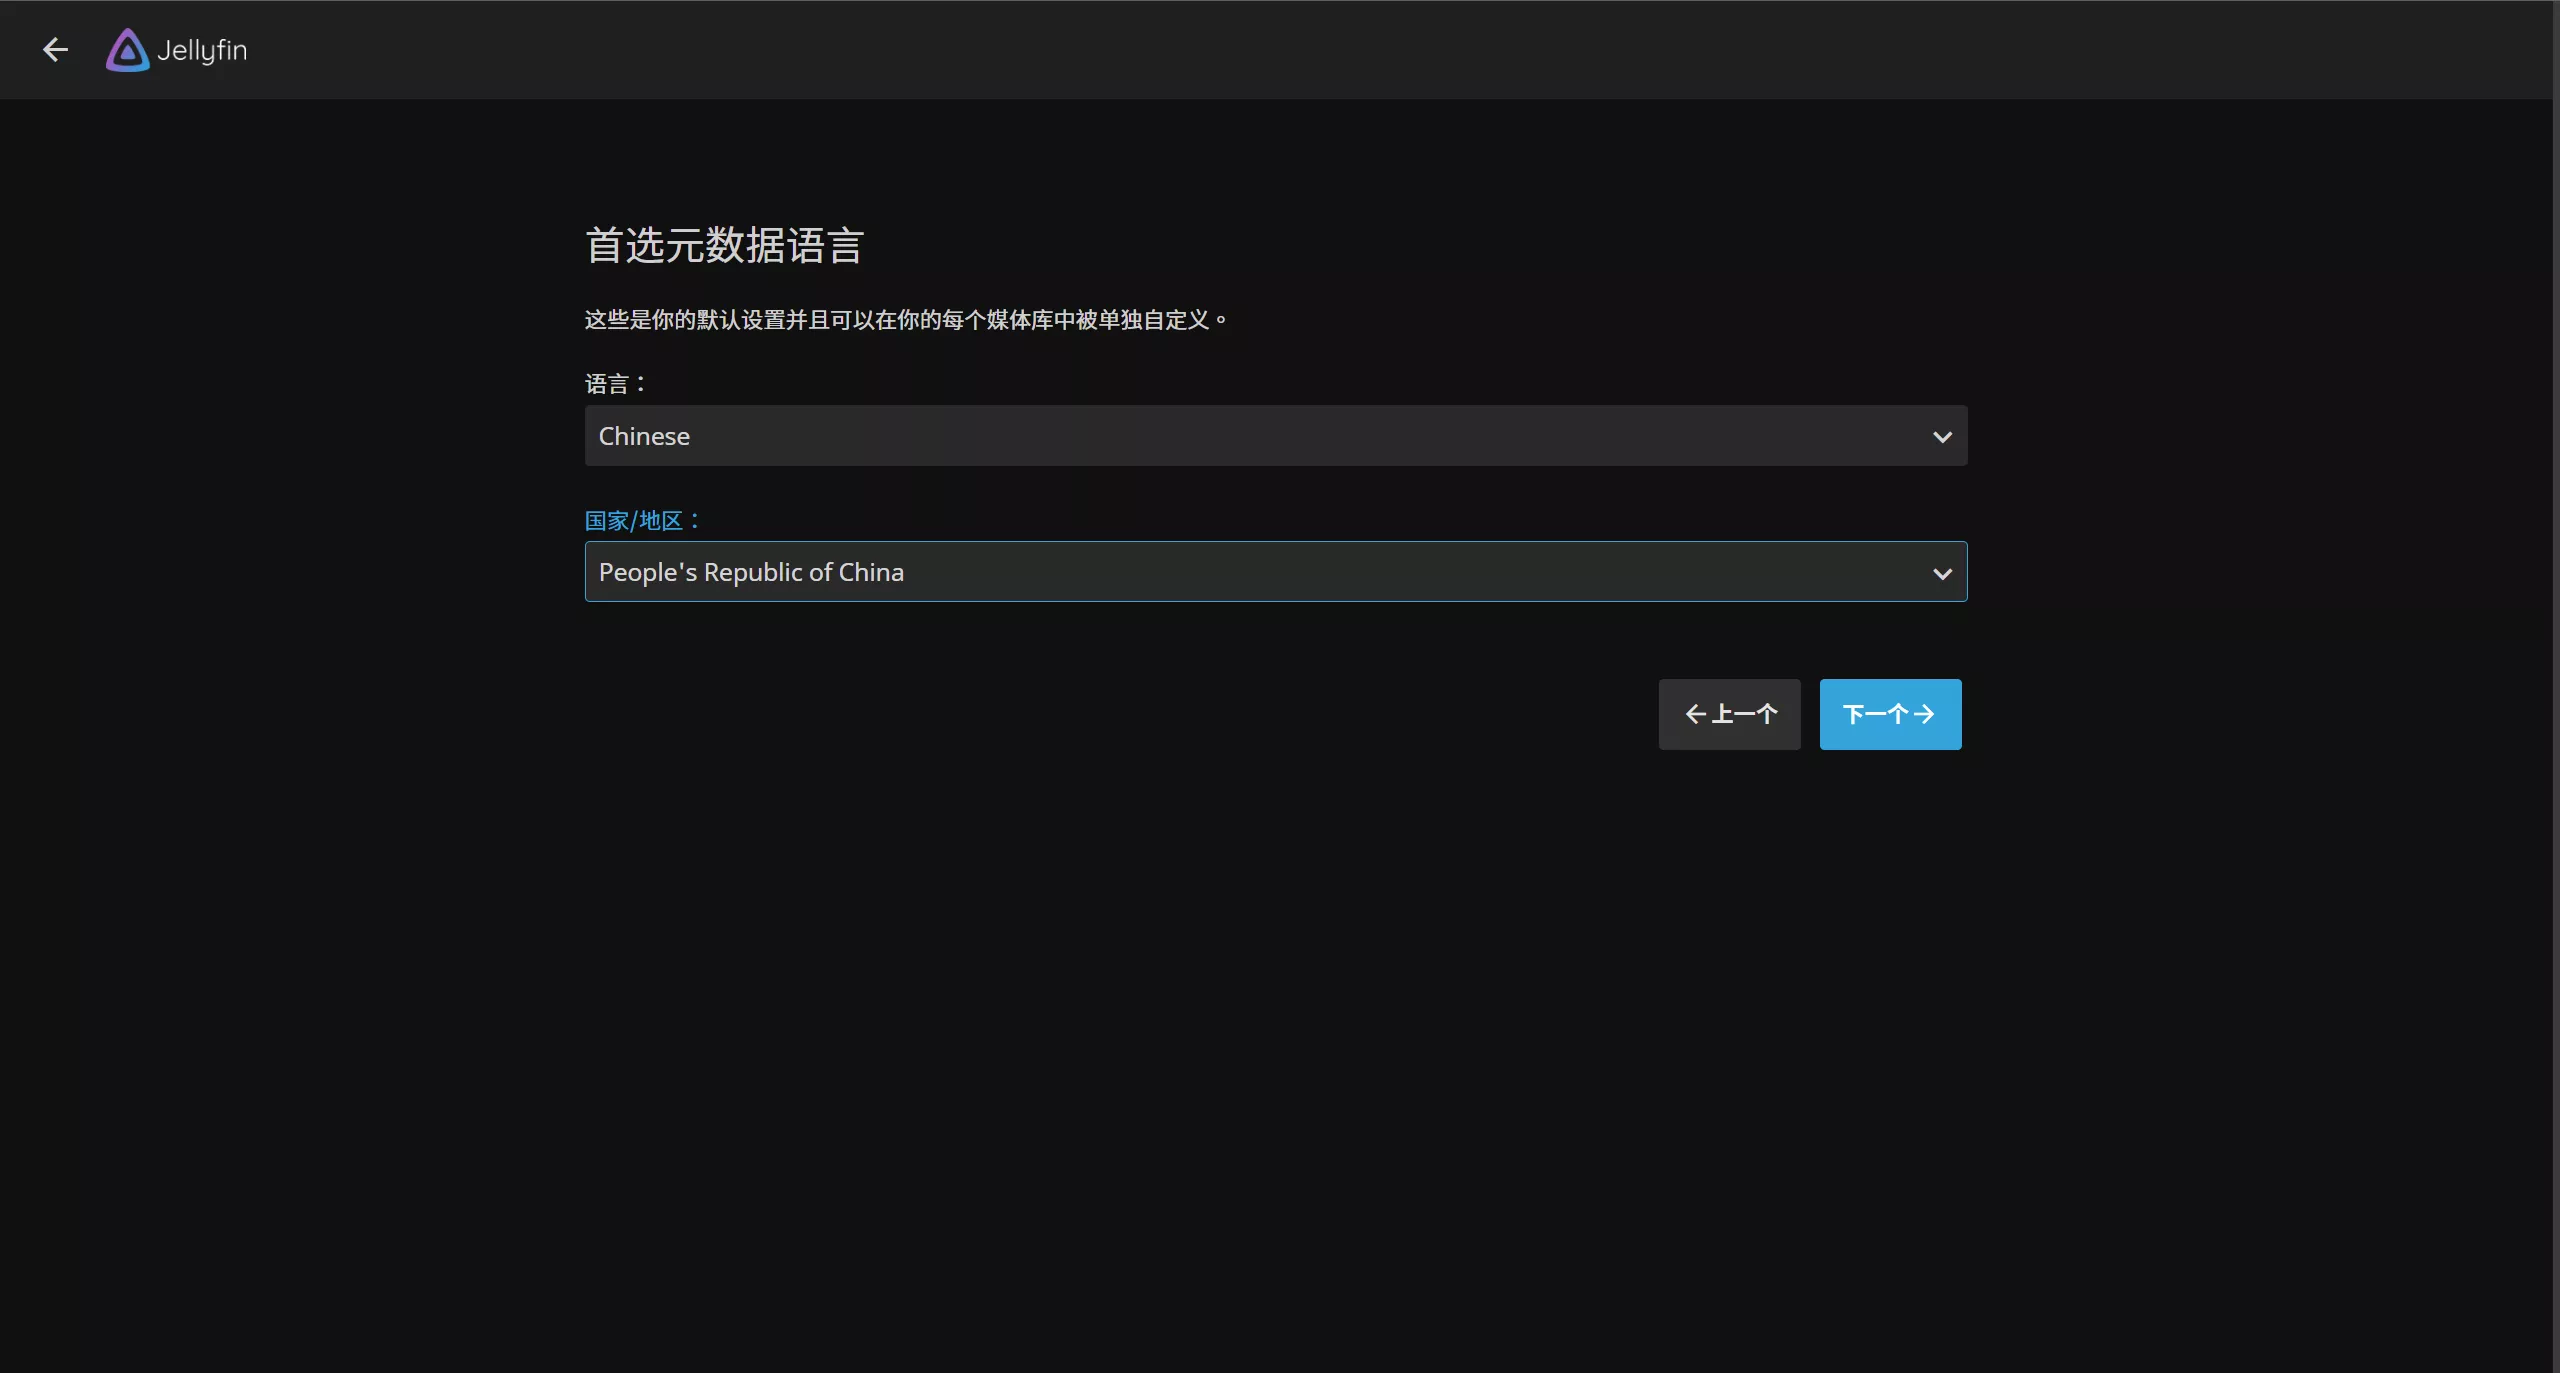 Jellyfin
首选元数据语言
这些是你的默认设置并且可以在你的每个媒体库中被单独自定义。
语言：
Chinese
国家/地区：
People's Republic of China
上一个
下一个